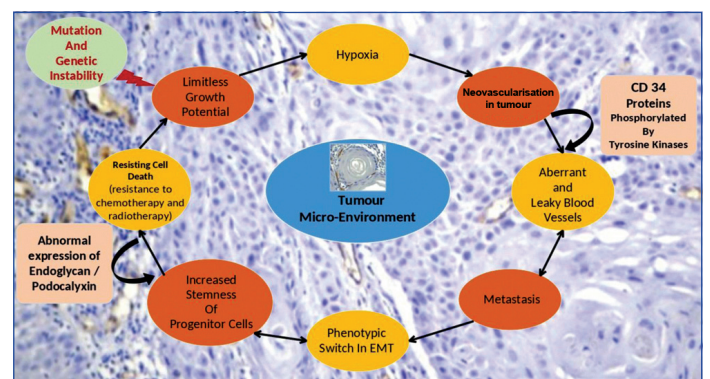 Mutation
And
Genetic
Instability
Limitless
Growth
Potential
Hypoxia
Neovascularisation
in tumour
CD 34
Proteins
Phosphorylated
By
Tyrosine Kinases
Resisting Cell
Death
(resistance to
chemotherapy and
radiotherapy)
Tumour
Micro-Environment
Aberrant
and
Leaky Blood
Vessels
Abnormal
expression of
Endoglycan /
Podocalyxin
Increased
Stemness
Of
Progenitor Cells
Metastasis
Phenotypic
Switch In EMT